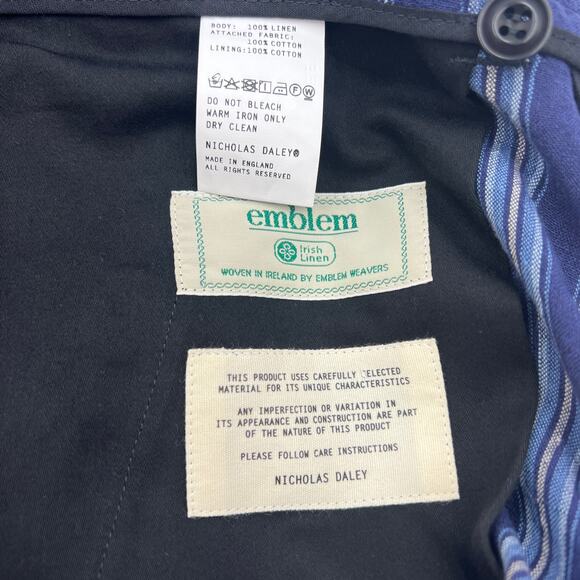 BODY: 100% LINEN
ATTACHED FABRIC:
100% COTTON
LINING: 100% COTTON
DO NOT BLEACH
WARM IRON ONLY
DRY CLEAN
NICHOLAS DALEY®
MADE IN ENGLAND
ALL RIGHTS RESERVED
emblem
Irish
Linen
WOVEN IN IRELAND BY EMBLEM WEAVERS
THIS PRODUCT USES CAREFULLY SELECTED
MATERIAL FOR ITS UNIQUE CHARACTERISTICS
ANY IMPERFECTION OR VARIATION IN
ITS APPEARANCE AND CONSTRUCTION ARE PART
OF THE NATURE OF THIS PRODUCT
PLEASE FOLLOW CARE INSTRUCTIONS
NICHOLAS DALEY